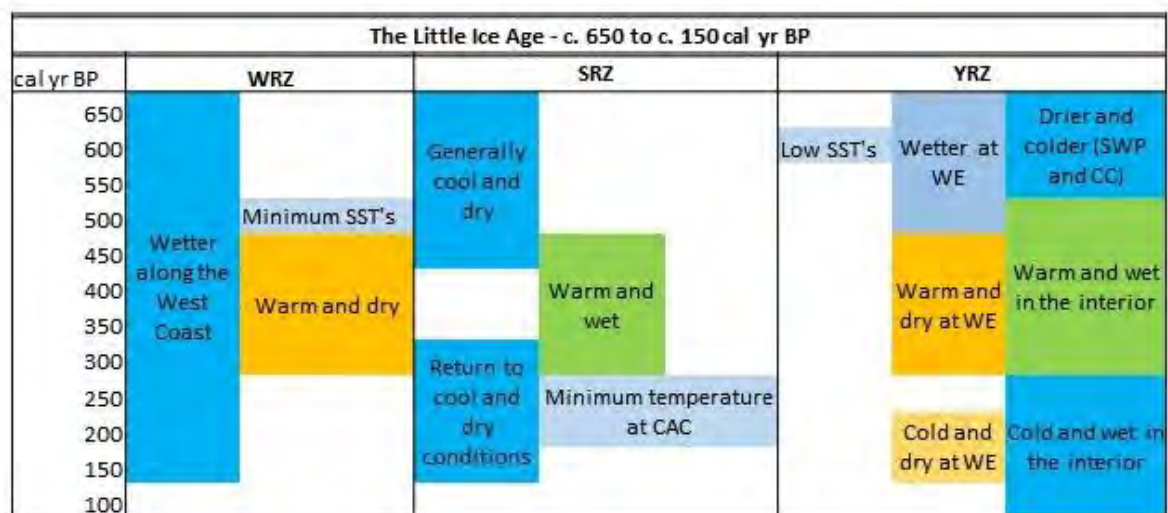 The Little Ice Age - c. 650 to c. 150 cal yr BP
cal yr BP
WRZ
SRZ
YRZ
650
600
550
500
450
400
350
300
250
200
150
100
Wetter
along the
West
Coast
Minimum SST's
Warm and dry
Generally
cool and
dry
Return to
cool and
dry
conditions
Warm and
wet
Minimum temperature
at CAC
Low SST's
Wetter at
WE
Warm and
dry at WE
Cold and
dry at WE
Drier and
colder (SWP
and CC)
Warm and wet
in the interior
Cold and wet in
the interior